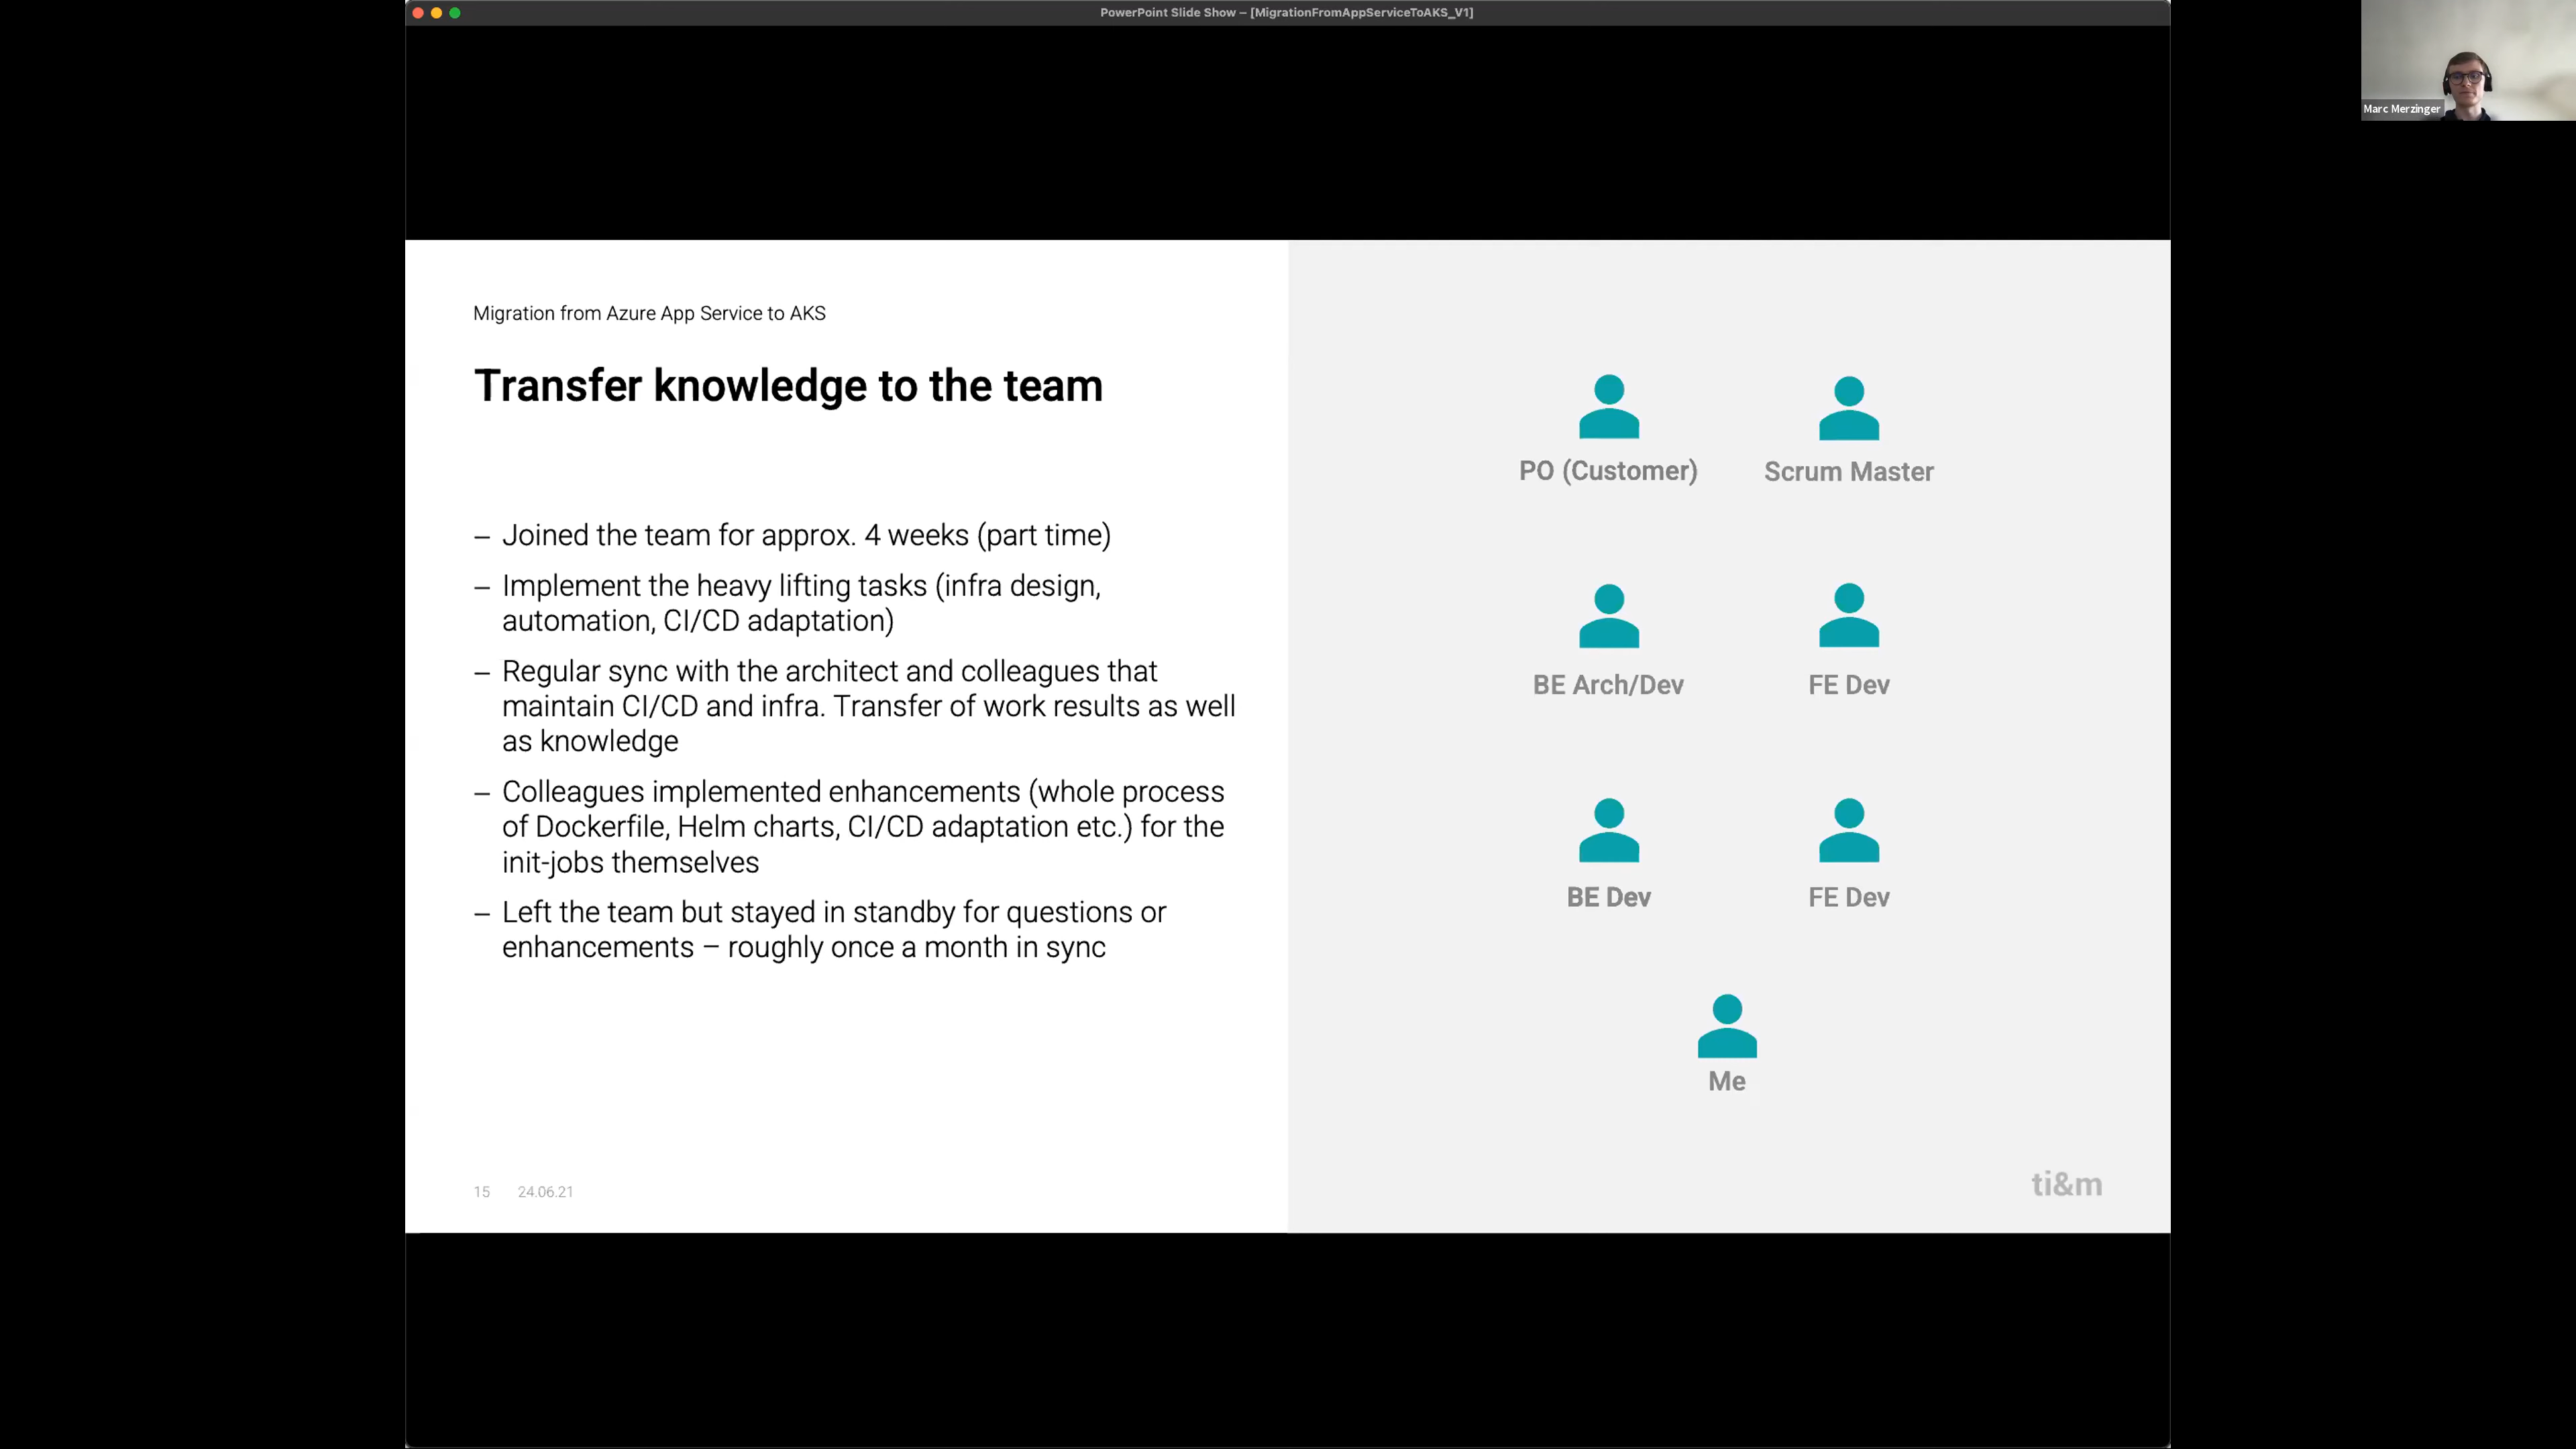 PowerPoint Slide Show – [MigrationFromAppServiceToAKS_V1]
Marc Merzinger
Migration from Azure App Service to AKS
Transfer knowledge to the team
– Joined the team for approx. 4 weeks (part time)
– Implement the heavy lifting tasks (infra design,
automation, CI/CD adaptation)
– Regular sync with the architect and colleagues that
maintain CI/CD and infra. Transfer of work results as well
as knowledge
– Colleagues implemented enhancements (whole process
of Dockerfile, Helm charts, CI/CD adaptation etc.) for the
init-jobs themselves
– Left the team but stayed in standby for questions or
enhancements – roughly once a month in sync
PO (Customer) Scrum Master
BE Arch/Dev FE Dev
BE Dev FE Dev
Me
15 24.06.21
ti&m